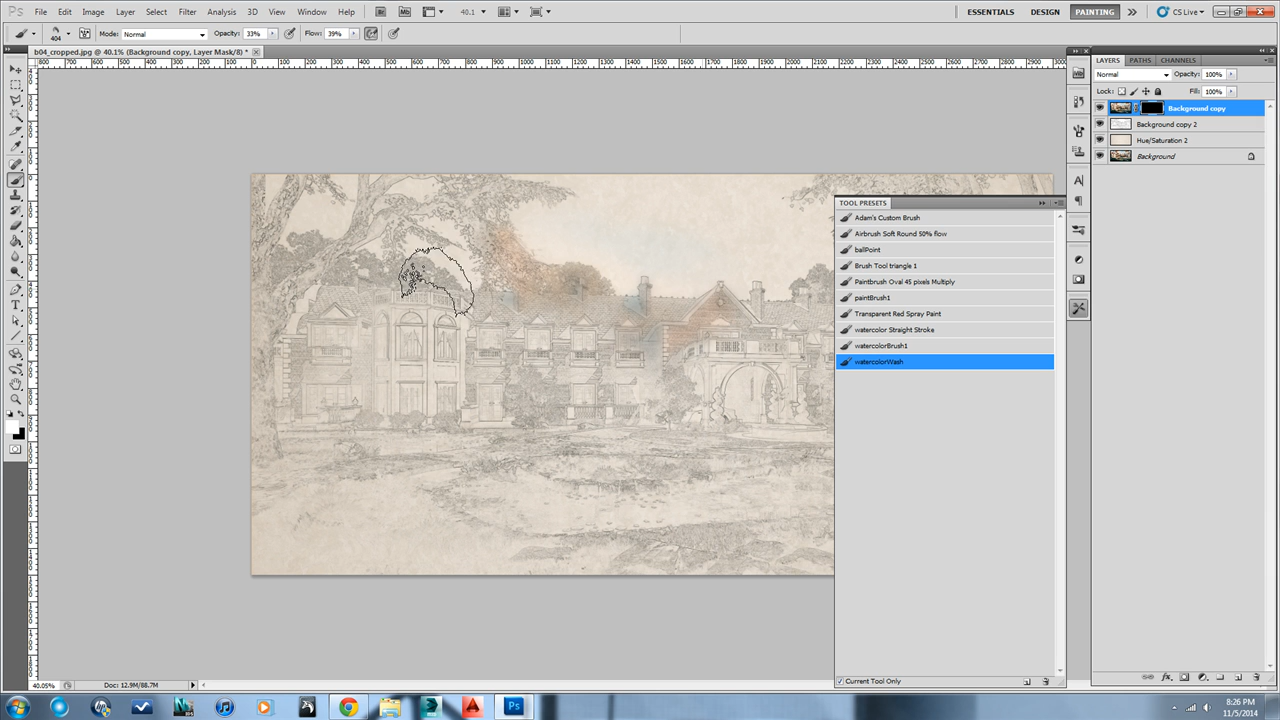 Ps File Edit Image Layer Select Filter Analysis 3D View Window Help Br Mb 40.1 ESSENTIALS DESIGN PAINTING CS Live
404 Mode: Normal Opacity: 33% Flow: 39%
b04_cropped.jpg @ 40.1% (Background copy, Layer Mask/8) *
LAYERS PATHS CHANNELS
Normal Opacity: 100%
Lock: Fill: 100%
Background copy
Background copy 2
Hue/Saturation 2
Background
TOOL PRESETS
Adam's Custom Brush
Airbrush Soft Round 50% flow
ballPoint
Brush Tool triangle 1
Paintbrush Oval 45 pixels Multiply
paintBrush1
Transparent Red Spray Paint
watercolor Straight Stroke
watercolorBrush1
watercolorWash
Current Tool Only
40.05% Doc: 12.9M/88.7M
8:26 PM
11/5/2014